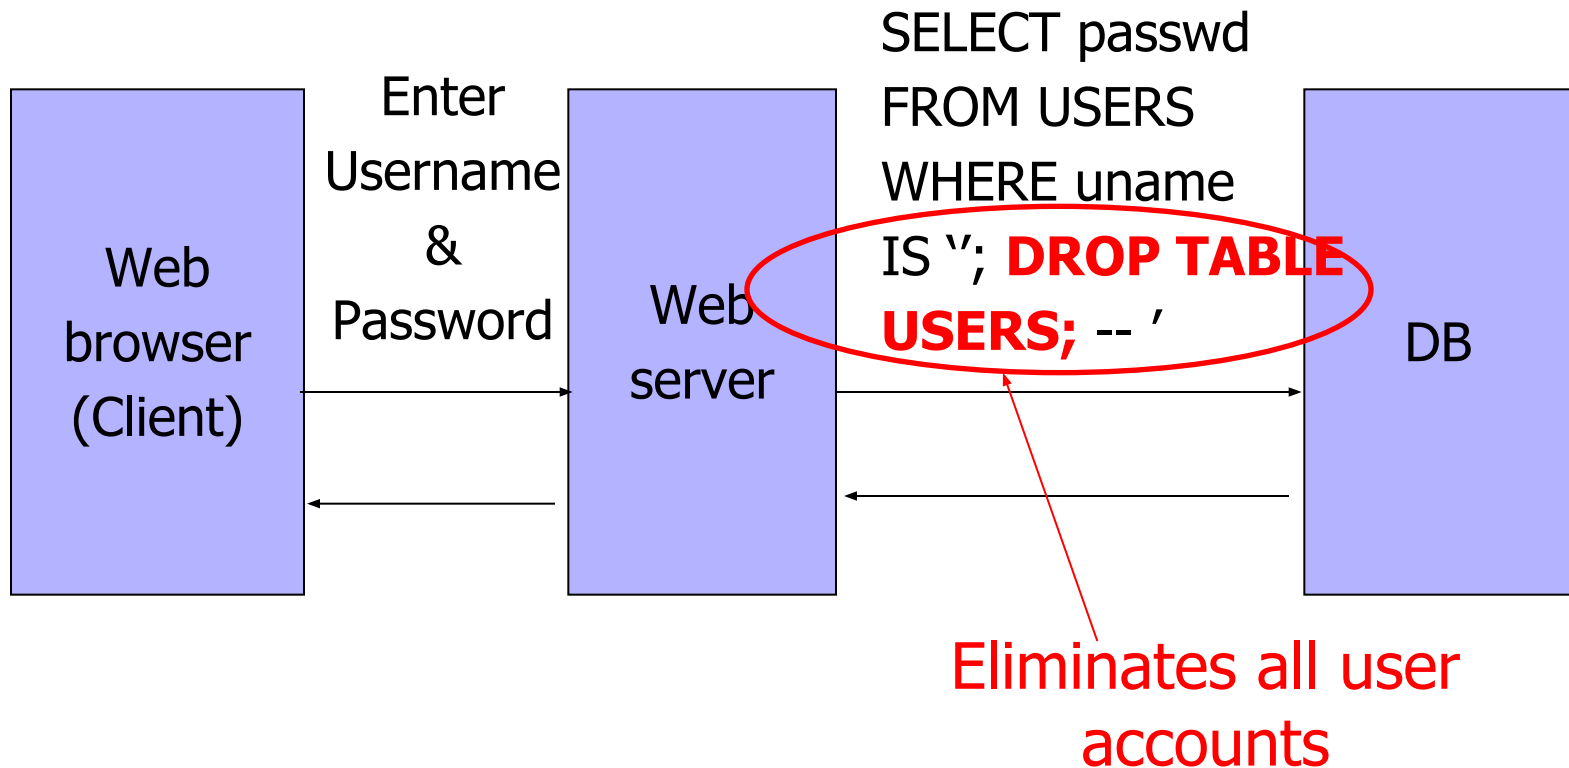 Web
browser
(Client)
Enter
Username
&
Password
Web
server
SELECT passwd
FROM USERS
WHERE uname
IS ‘’; DROP TABLE
USERS; -- ’
DB
Eliminates all user
accounts